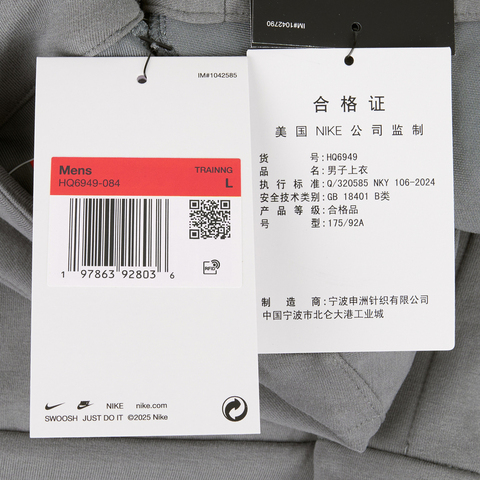 IM#1042790
IM#1042585
Mens TRAINNG
HQ6949-084 L
1 97863 92803 6
RFID
NIKE nike.com
SWOOSH JUST DO IT ©2025 Nike
合格证
美国 NIKE 公司监制
货号:HQ6949
品名:男子上衣
执行标准:Q/320585 NKY 106-2024
安全技术类别:GB 18401 B类
产品等级:合格品
号型:175/92A
制造商:宁波申洲针织有限公司
中国宁波市北仑大港工业城